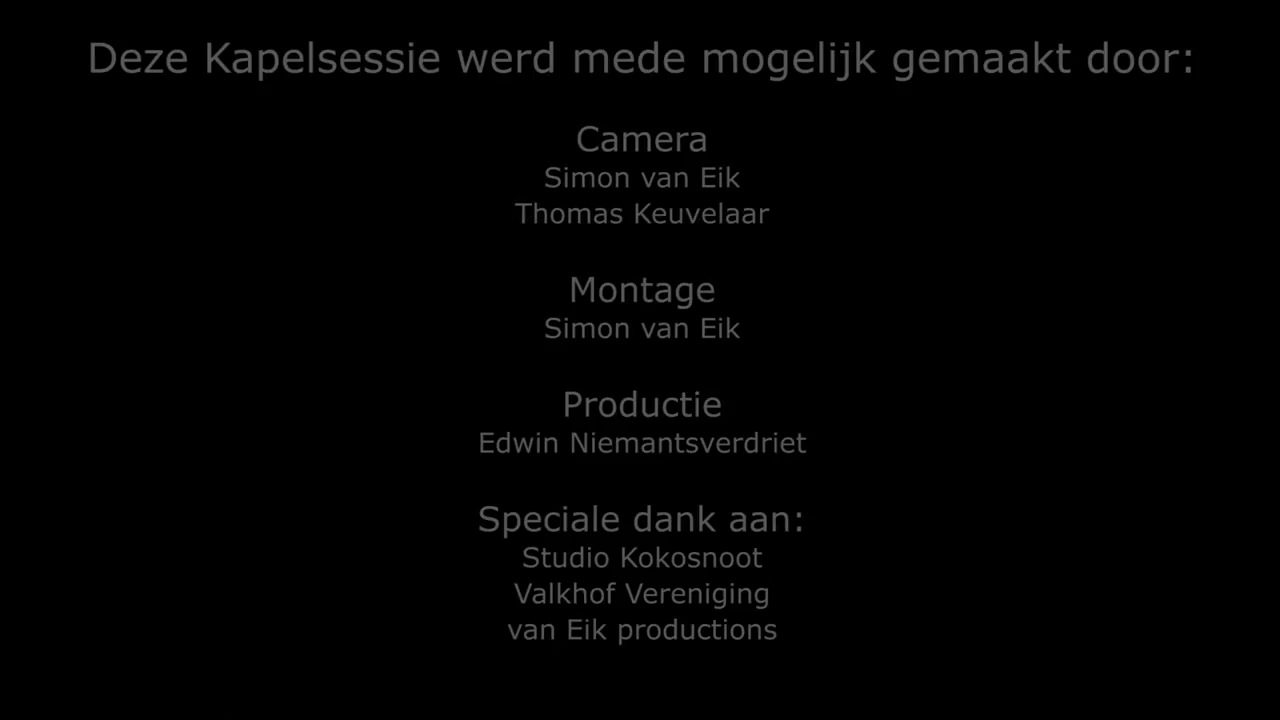 Deze Kapelsessie werd mede mogelijk gemaakt door:
Camera
Simon van Eik
Thomas Keuvelaar
Montage
Simon van Eik
Productie
Edwin Niemantsverdriet
Speciale dank aan:
Studio Kokosnoot
Valkhof Vereniging
van Eik productions